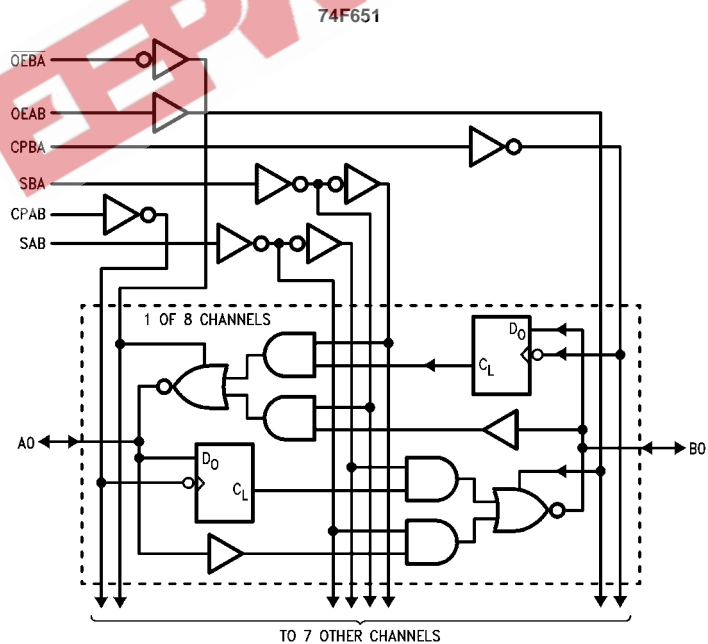 74F651
OEBA
OEAB
CPBA
SBA
CPAB
SAB
1 OF 8 CHANNELS
D0
CL
A0
B0
D0
CL
TO 7 OTHER CHANNELS